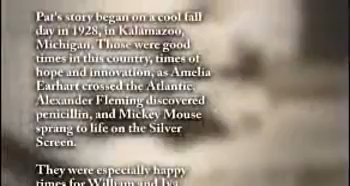 Pat's story began on a cool fall
day in 1928, in Kalamazoo,
Michigan. Those were good
times in this country, times of
hope and innovation, as Amelia
Earhart crossed the Atlantic.
Alexander Fleming discovered
penicillin, and Mickey Mouse
sprang to life on the Silver
Screen.
They were especially happy
times for William and Iva